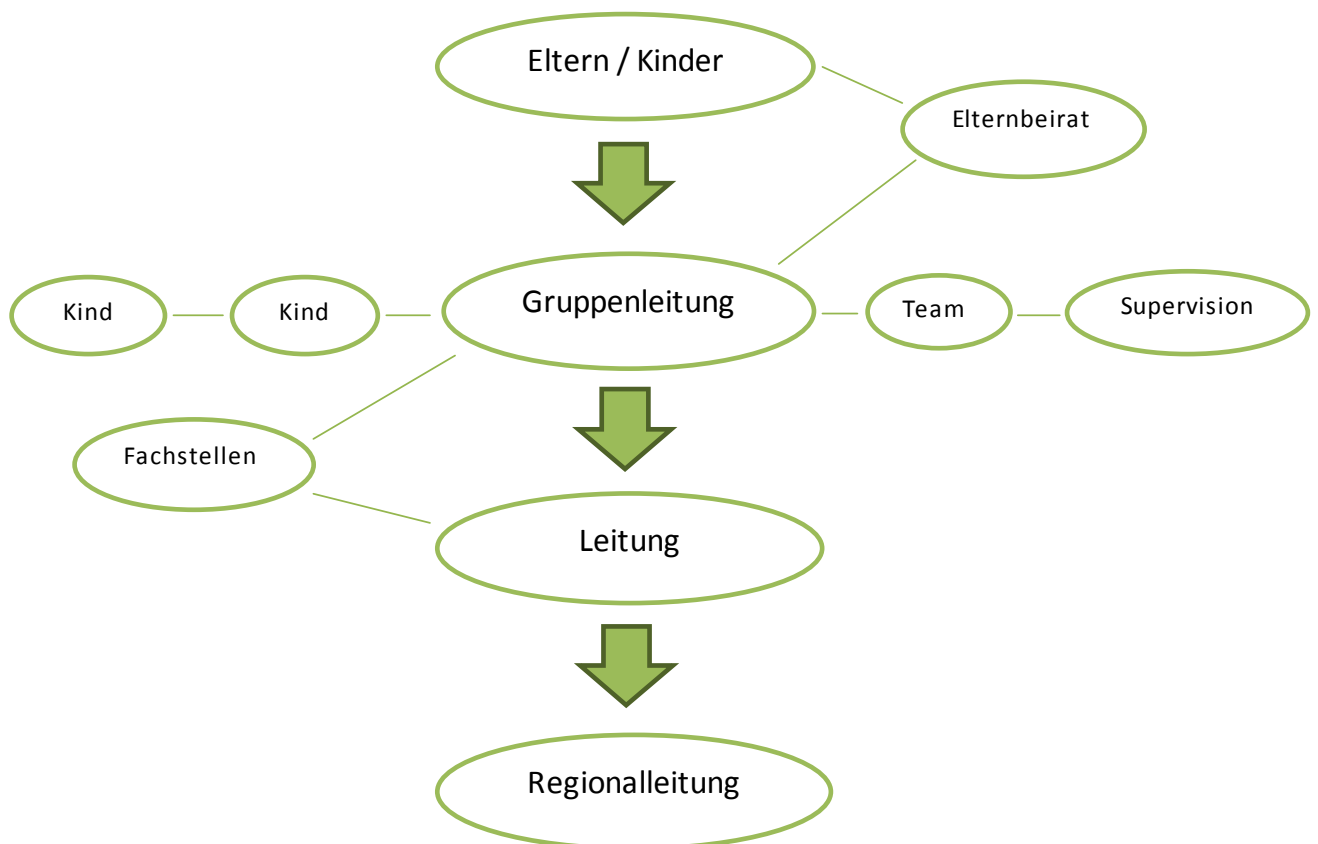 Eltern / Kinder
Elternbeirat
Kind
Kind
Gruppenleitung
Team
Supervision
Fachstellen
Leitung
Regionalleitung